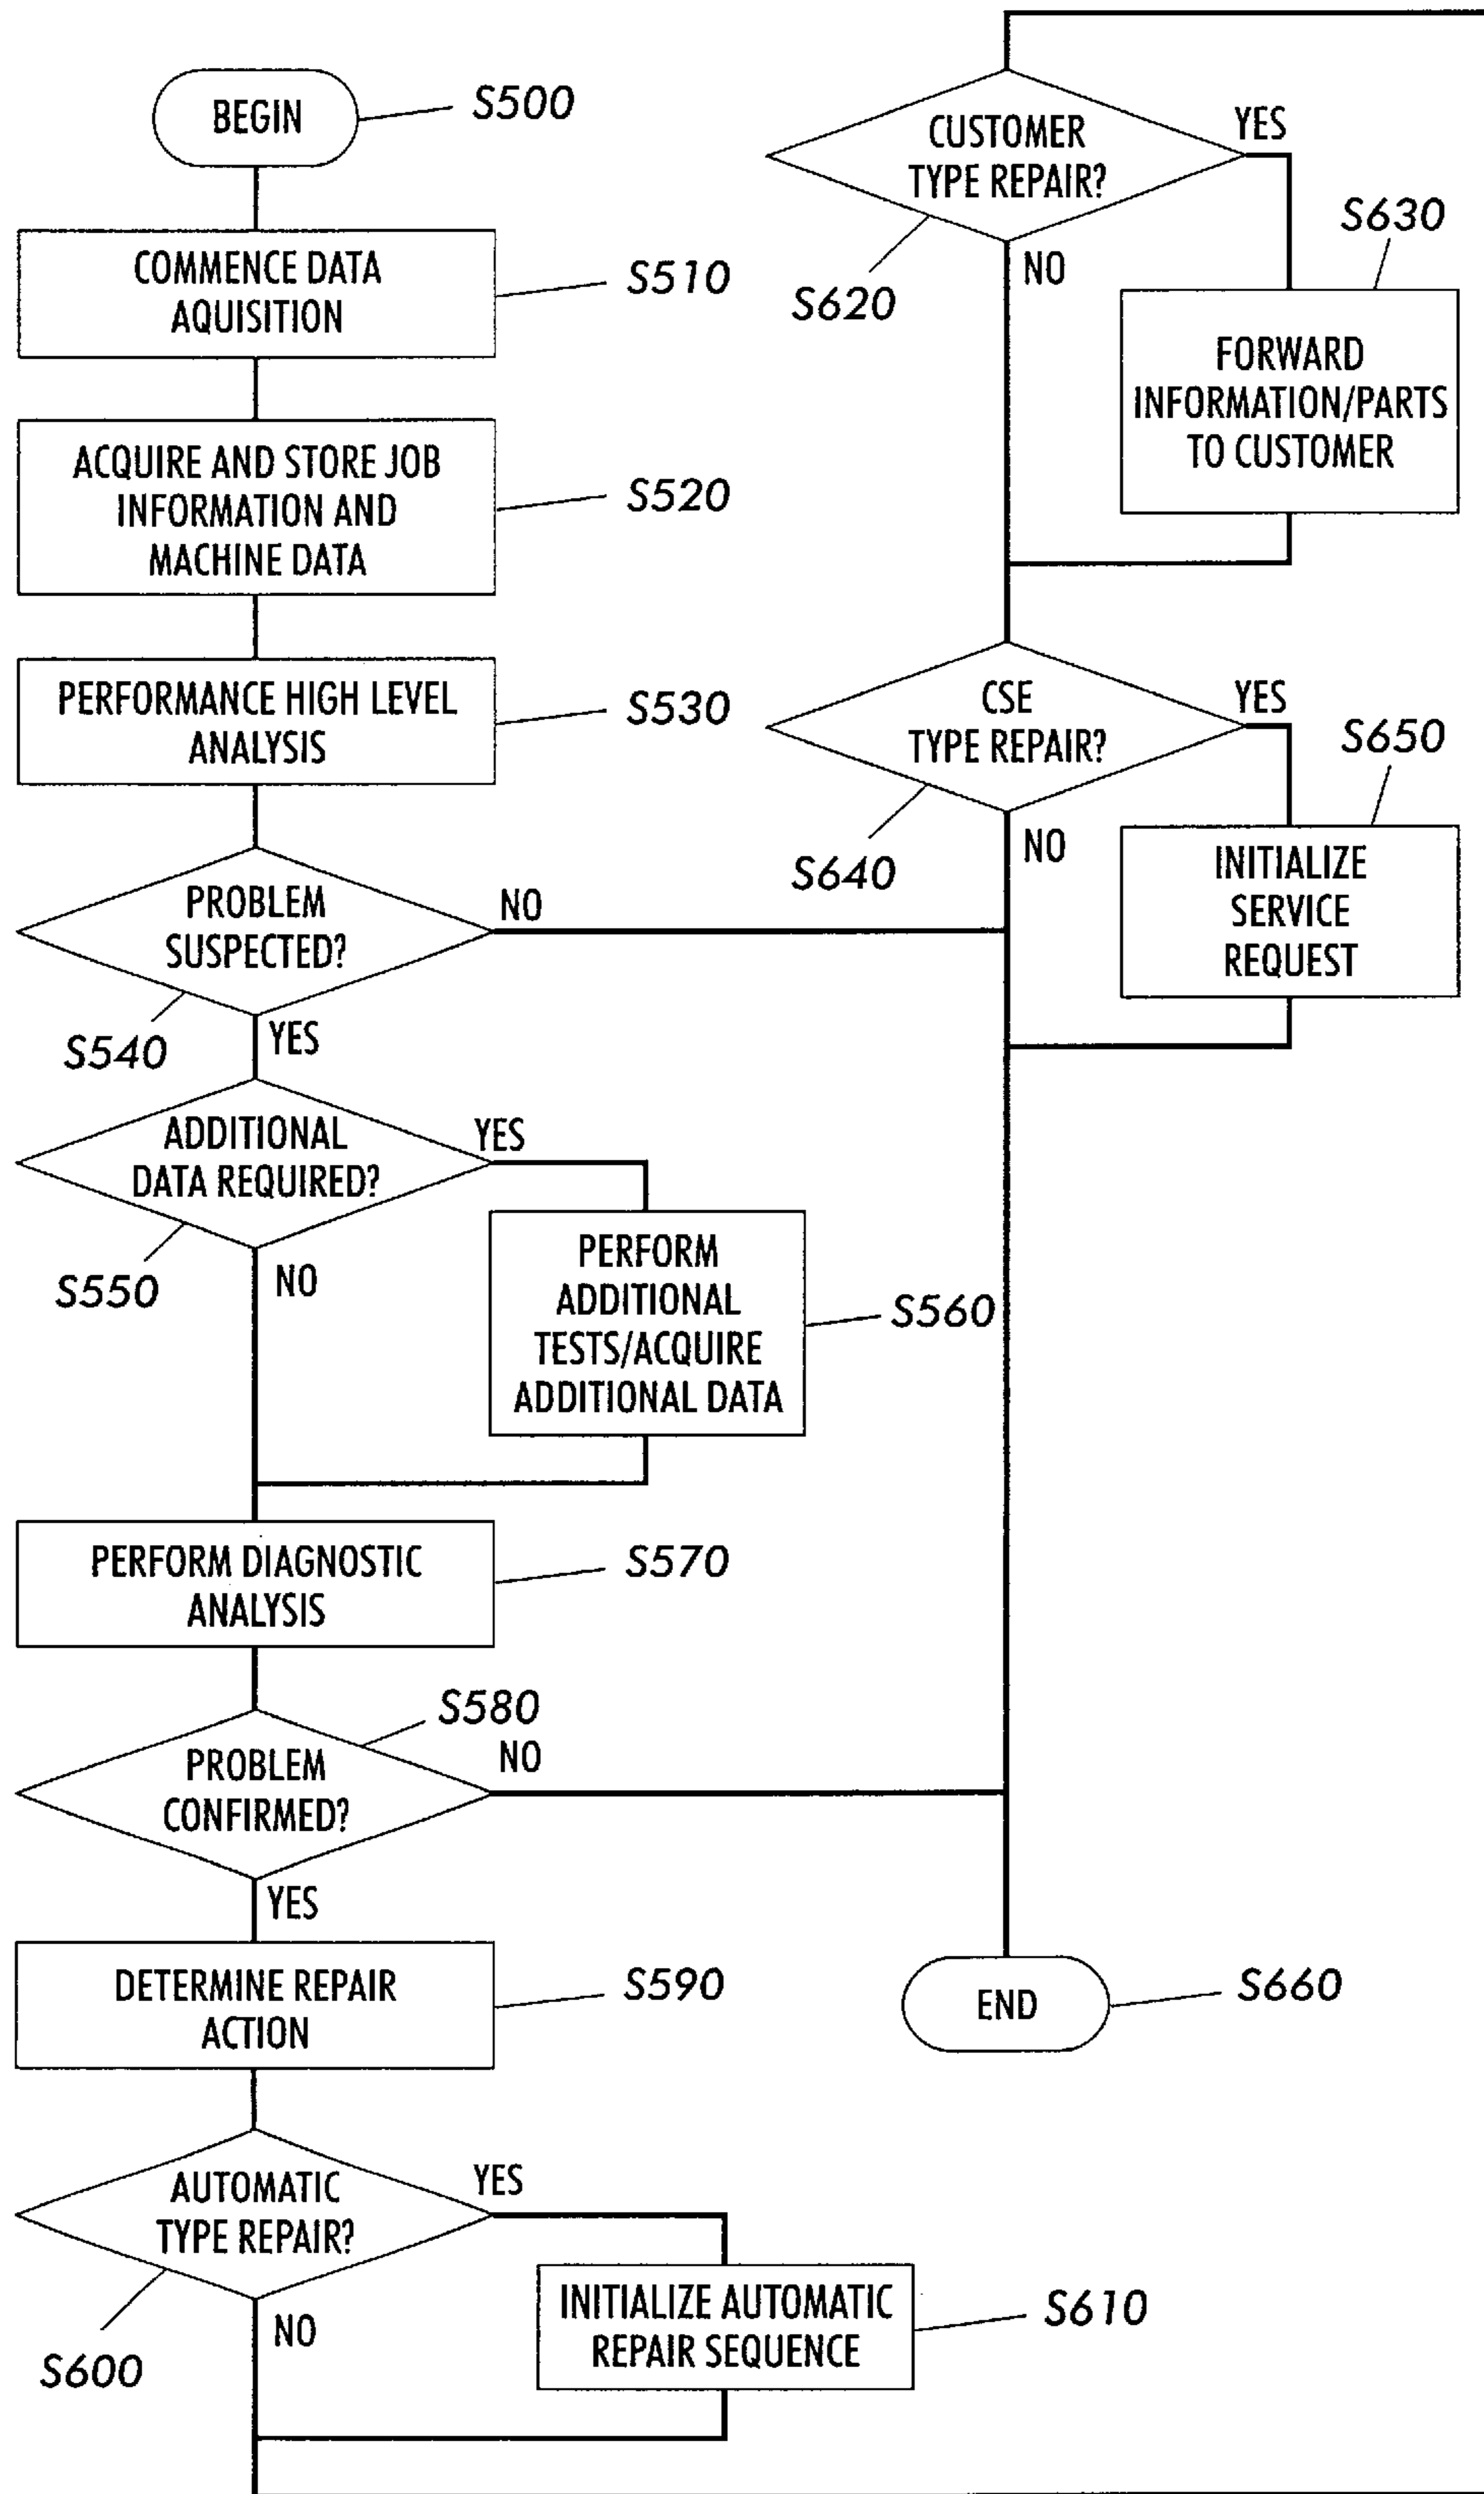 BEGIN
S500
COMMENCE DATA
AQUISITION
S510
ACQUIRE AND STORE JOB
INFORMATION AND
MACHINE DATA
S520
PERFORMANCE HIGH LEVEL
ANALYSIS
S530
PROBLEM
SUSPECTED?
NO
S540
YES
ADDITIONAL
DATA REQUIRED?
YES
S550
NO
PERFORM
ADDITIONAL
TESTS/ACQUIRE
ADDITIONAL DATA
S560
PERFORM DIAGNOSTIC
ANALYSIS
S570
S580
PROBLEM
CONFIRMED?
NO
YES
DETERMINE REPAIR
ACTION
S590
AUTOMATIC
TYPE REPAIR?
YES
S600
NO
INITIALIZE AUTOMATIC
REPAIR SEQUENCE
S610
CUSTOMER
TYPE REPAIR?
YES
S620
NO
S630
FORWARD
INFORMATION/PARTS
TO CUSTOMER
CSE
TYPE REPAIR?
YES
S640
NO
S650
INITIALIZE
SERVICE
REQUEST
END
S660